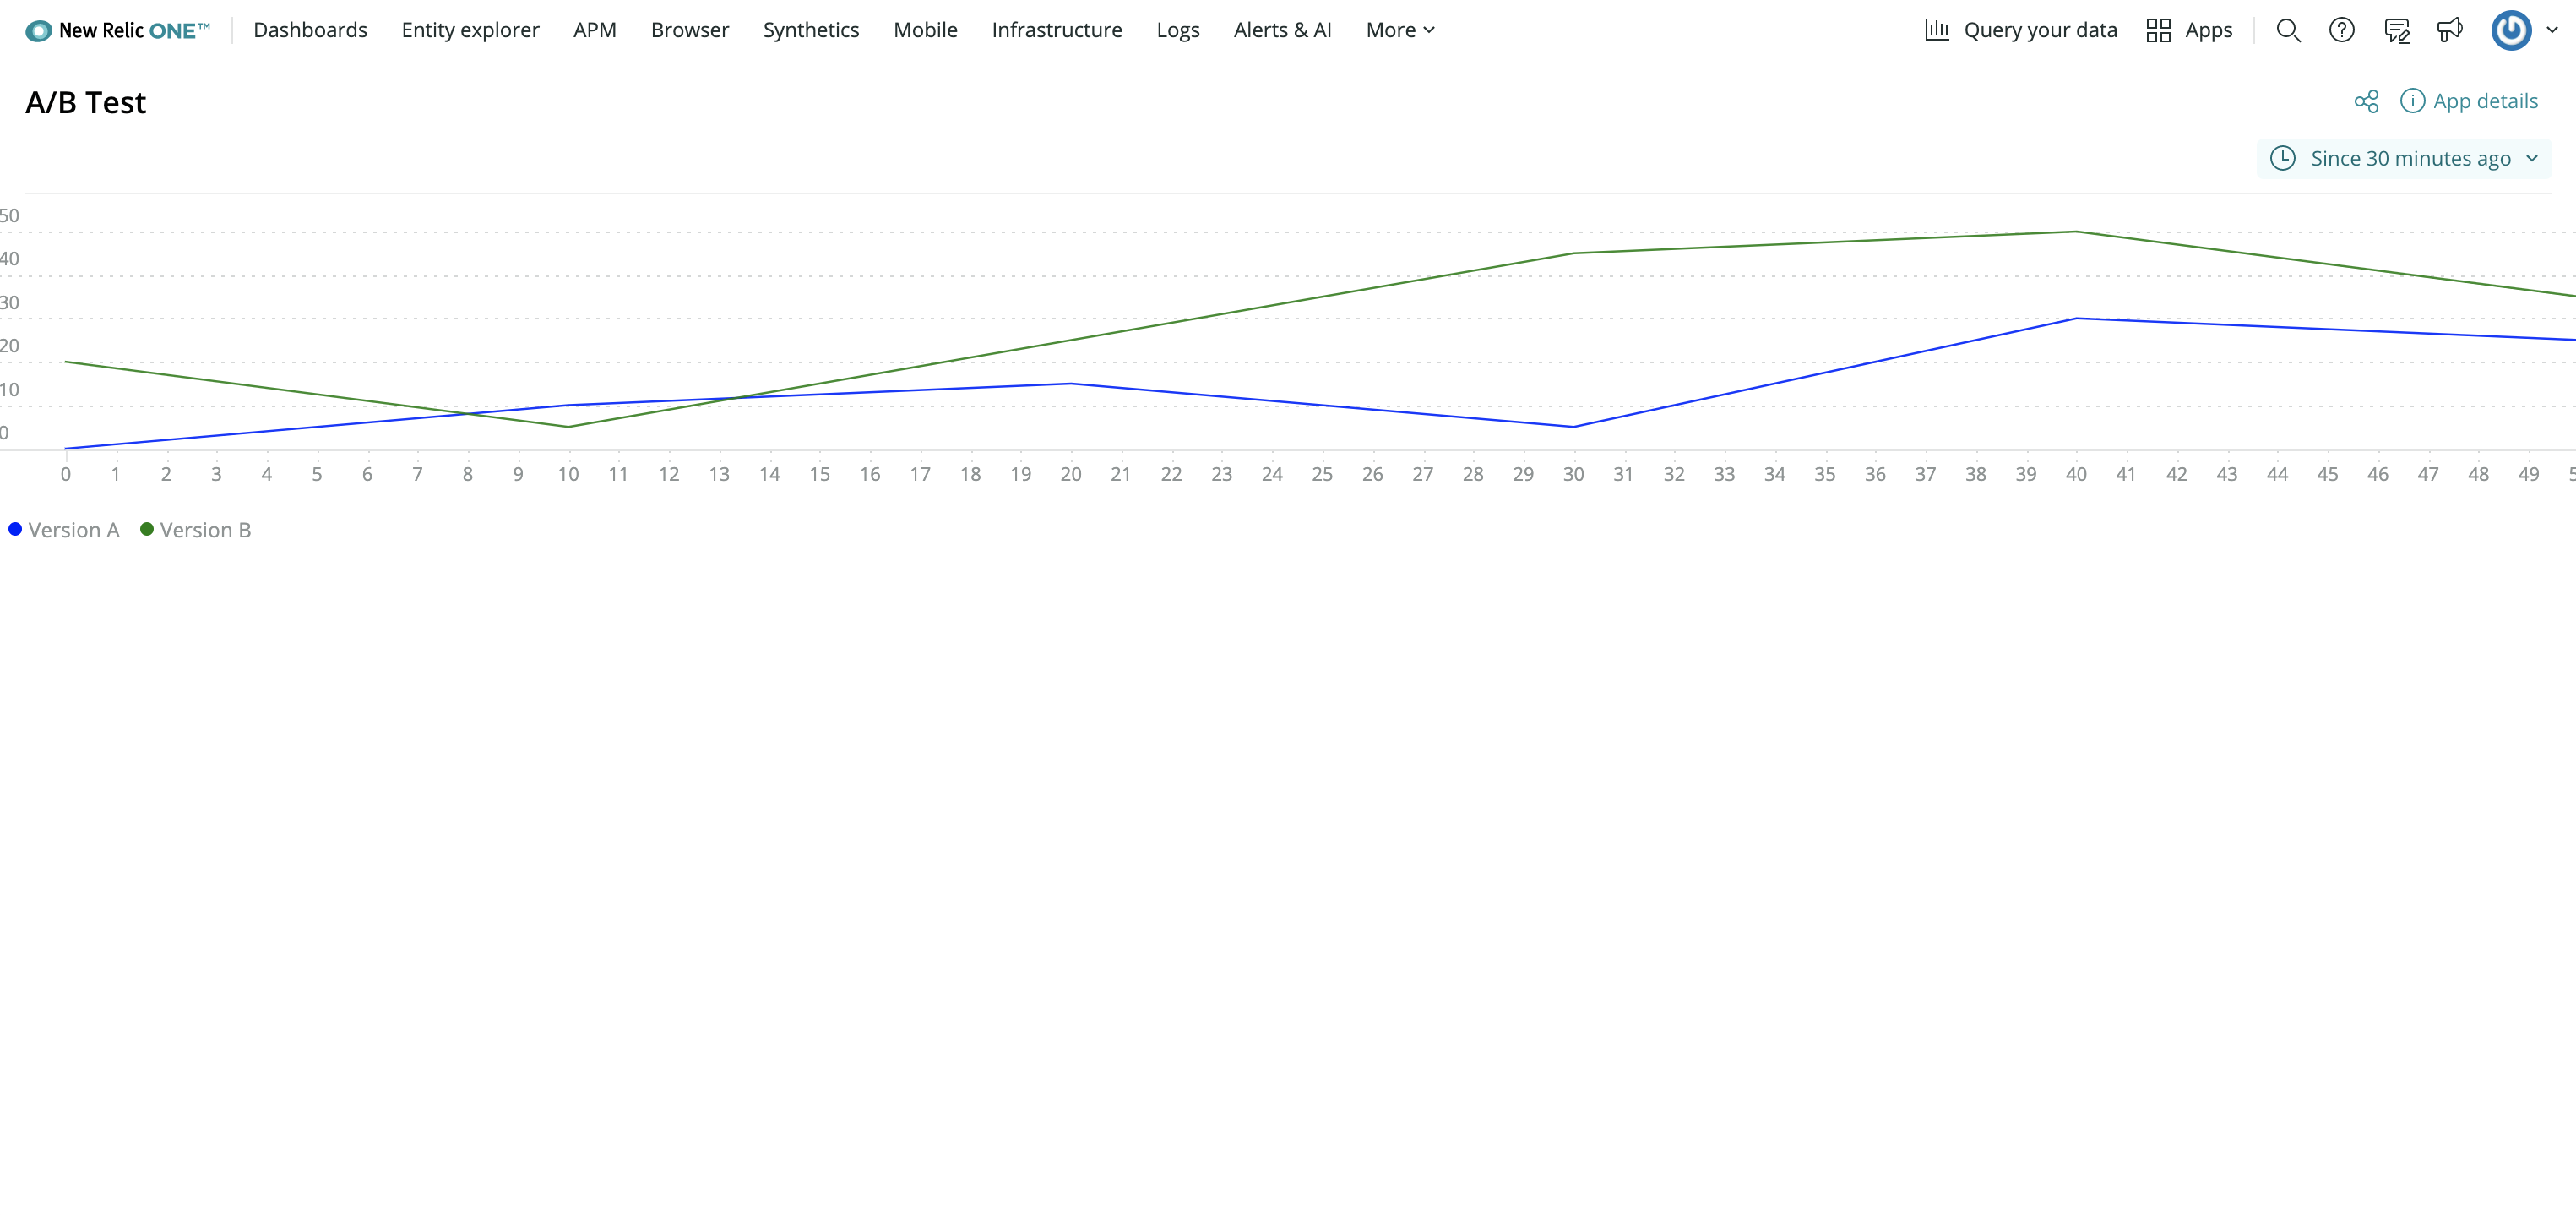 New Relic ONE™ Dashboards Entity explorer APM Browser Synthetics Mobile Infrastructure Logs Alerts & AI More Query your data Apps
A/B Test
App details
Since 30 minutes ago
50
40
30
20
10
0
0 1 2 3 4 5 6 7 8 9 10 11 12 13 14 15 16 17 18 19 20 21 22 23 24 25 26 27 28 29 30 31 32 33 34 35 36 37 38 39 40 41 42 43 44 45 46 47 48 49
Version A Version B